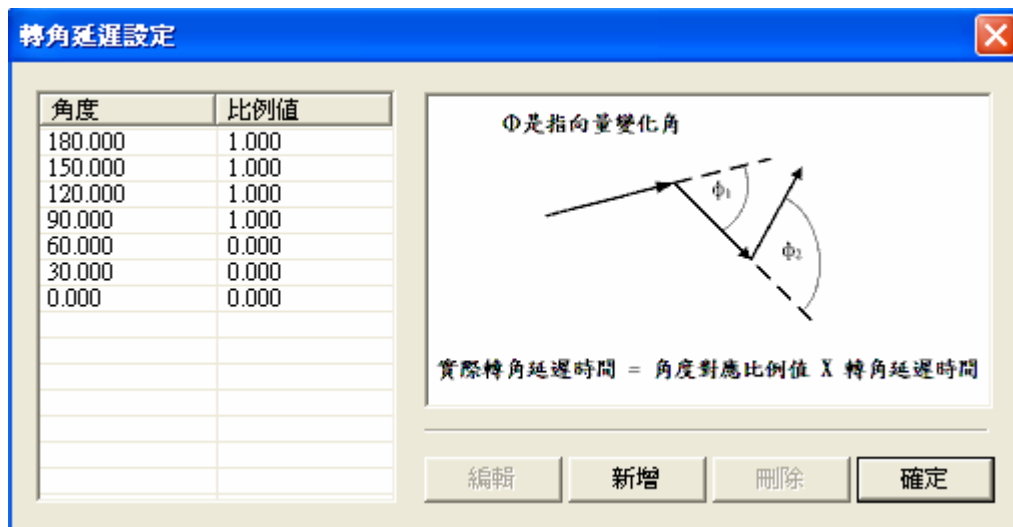 轉角延遲設定
角度 比例值
180.000 1.000
150.000 1.000
120.000 1.000
90.000 1.000
60.000 0.000
30.000 0.000
0.000 0.000
Φ是指向量變化角
ϕ1
ϕ2
實際轉角延遲時間 = 角度對應比例值 X 轉角延遲時間
編輯 新增 刪除 確定